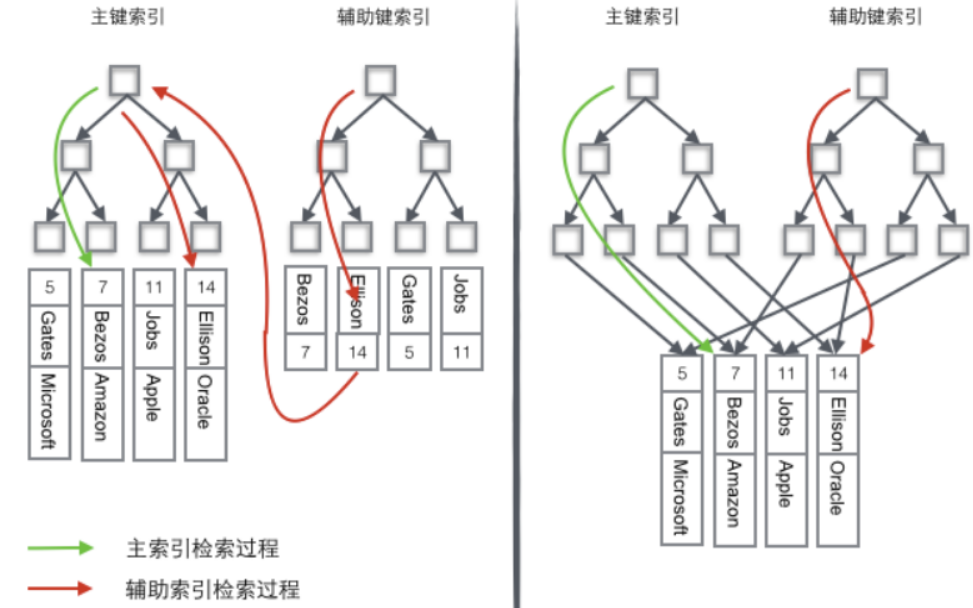 主键索引
辅助键索引
主键索引
辅助键索引
5
7
11
14
Gates
Bezos
Jobs
Ellison
Microsoft
Amazon
Apple
Oracle
Bezos
Ellison
Gates
Jobs
7
14
5
11
5
7
11
14
Gates
Bezos
Jobs
Ellison
Microsoft
Amazon
Apple
Oracle
主索引检索过程
辅助索引检索过程